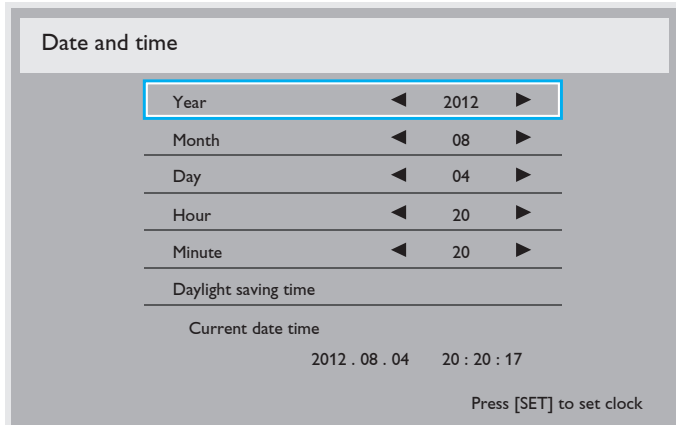 Date and time
Year ◀ 2012 ▶
Month ◀ 08 ▶
Day ◀ 04 ▶
Hour ◀ 20 ▶
Minute ◀ 20 ▶
Daylight saving time
Current date time
2012 . 08 . 04 20 : 20 : 17
Press [SET] to set clock